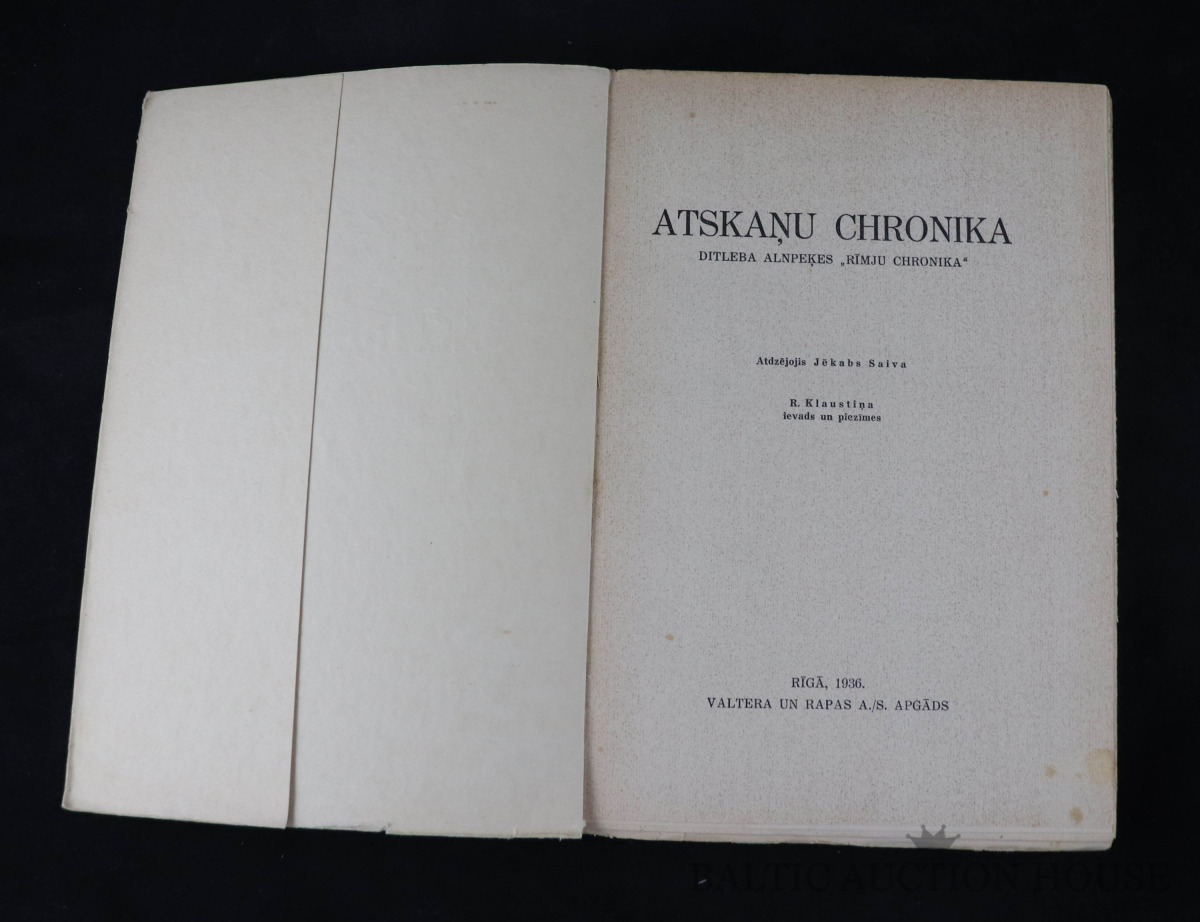 ATSKAŅU CHRONIKA
DITLEBA ALNPEĶES „RĪMJU CHRONIKA“
Atdzējojis Jēkabs Saiva
R. Klaustiņa
ievads un piezīmes
RĪGĀ, 1936.
VALTERA UN RAPAS A./S. APGĀDS
BALTIC AUCTION HOUSE